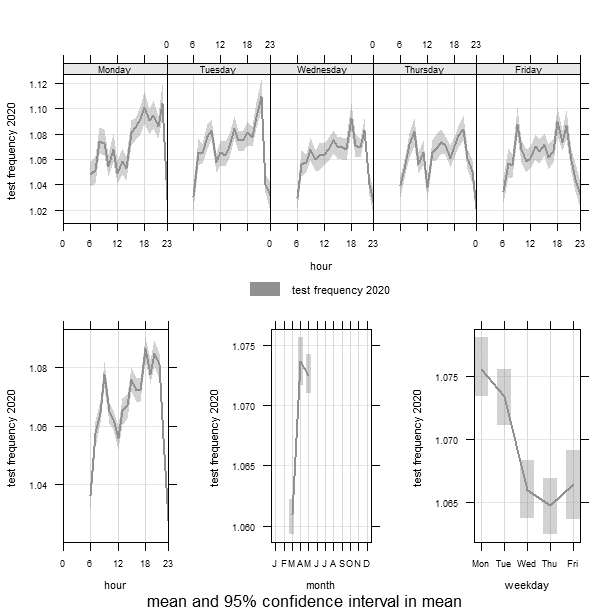 0 6 12 18 23 0 6 12 18 23
Monday Tuesday Wednesday Thursday Friday
1.12
1.10
1.08
1.06
1.04
1.02
test frequency 2020
0 6 12 18 23 0 6 12 18 23 0 6 12 18 23
hour
test frequency 2020
1.08
1.06
1.04
test frequency 2020
0 6 12 18 23
hour
1.075
1.070
1.065
1.060
test frequency 2020
J F M A M J J A S O N D
month
1.075
1.070
1.065
test frequency 2020
Mon Tue Wed Thu Fri
weekday
mean and 95% confidence interval in mean